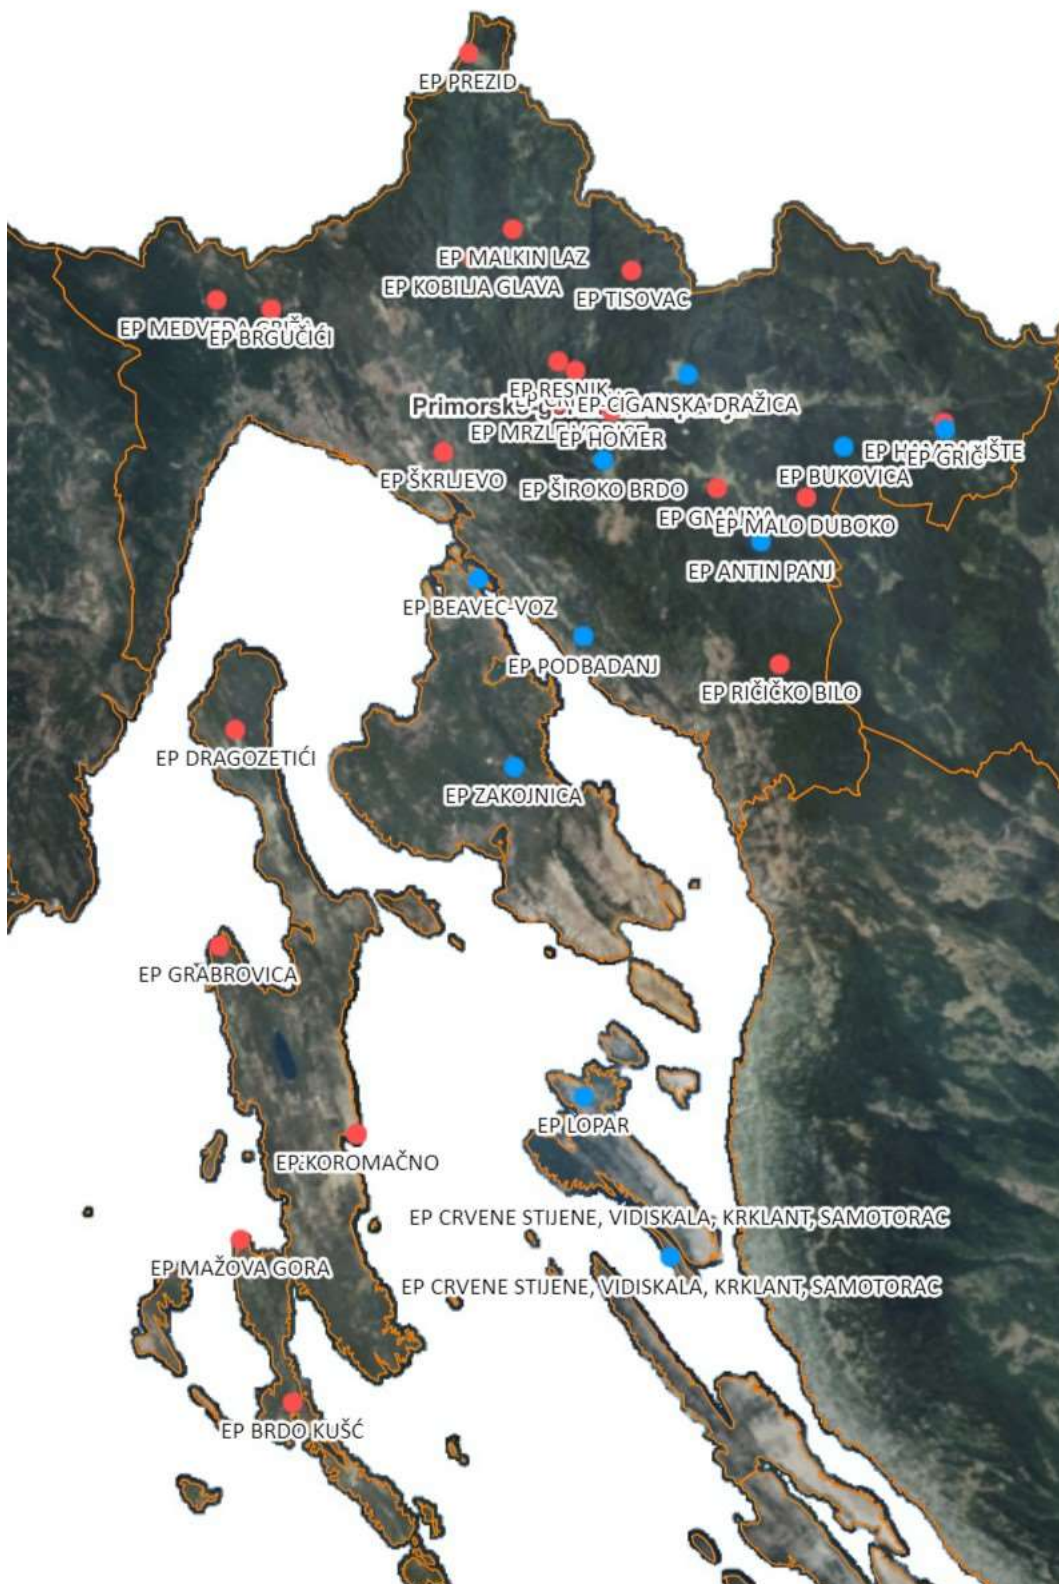 EP PREZID
EP MALKIN LAZ
EP KOBILJA GLAVA
EP TISOVAC
EP BRGUČIĆI
EP RESNIK
EP CIGANSKA DRAŽICA
EP HOMER
EP ŠKRLJEVO
EP GRIČ
EP BUKOVICA
EP ŠIROKO BRDO
EP MALO DUBOKO
EP ANTIN PANJ
EP BEAVEC-VOZ
EP PODBADANJ
EP RIČIČKO BILO
EP DRAGOZETIĆI
EP ZAKOJNICA
EP GRABROVICA
EP LOPAR
EP KOROMAČNO
EP CRVENE STIJENE, VIDISKALA, KRKLANT, SAMOTORAC
EP MAŽOVA GORA
EP CRVENE STIJENE, VIDISKALA, KRKLANT, SAMOTORAC
EP BRDO KUŠĆ